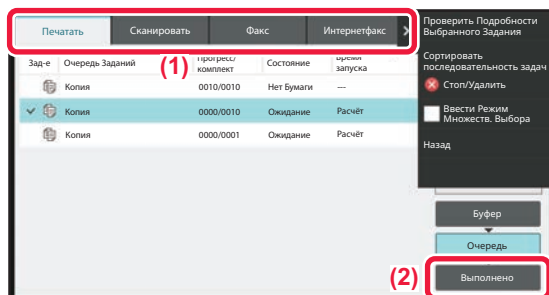 Печатать Сканировать Факс Интернетфакс
(1)
Зад-е Очередь Заданий Прогресс/ комплект Состояние Время запуска
Копия 0010/0010 Нет Бумаги ---
Копия 0000/0010 Ожидание Расчёт
Копия 0000/0001 Ожидание Расчёт
Проверить Подробности
Выбранного Задания
Сортировать
последовательность задач
Стоп/Удалить
Ввести Режим
Множеств. Выбора
Назад
Буфер
Очередь
(2) Выполнено